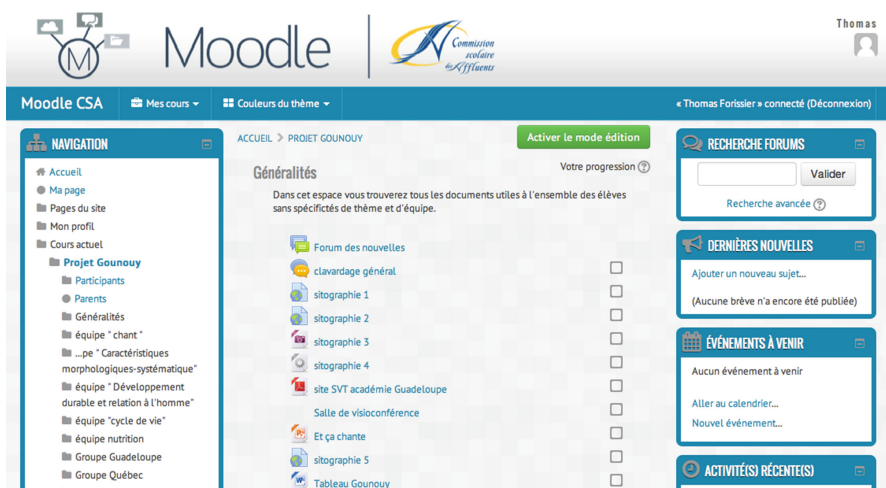 Thomas
M
Moodle
Commission
scolaire
des Affluents
Moodle CSA
Mes cours
Couleurs du thème
« Thomas Forissier » connecté (Déconnexion)
NAVIGATION
Accueil
Ma page
Pages du site
Mon profil
Cours actuel
Projet Gounouy
Participants
Parents
Généralités
équipe " chant "
...pe " Caractéristiques
morphologiques-systématique"
équipe " Développement
durable et relation à l'homme"
équipe "cycle de vie"
équipe nutrition
Groupe Guadeloupe
Groupe Québec
ACCUEIL > PROJET GOUNOUY
Activer le mode édition
Votre progression ?
Généralités
Dans cet espace vous trouverez tous les documents utiles à l'ensemble des élèves
sans spécifictés de thème et d'équipe.
Forum des nouvelles
clavardage général
sitographie 1
sitographie 2
sitographie 3
sitographie 4
site SVT académie Guadeloupe
Salle de visioconférence
Et ça chante
sitographie 5
Tableau Gounouy
RECHERCHE FORUMS
Valider
Recherche avancée ?
DERNIÈRES NOUVELLES
Ajouter un nouveau sujet...
(Aucune brève n'a encore été publiée)
ÉVÉNEMENTS À VENIR
Aucun événement à venir
Aller au calendrier...
Nouvel événement...
ACTIVITÉ(S) RÉCENTE(S)